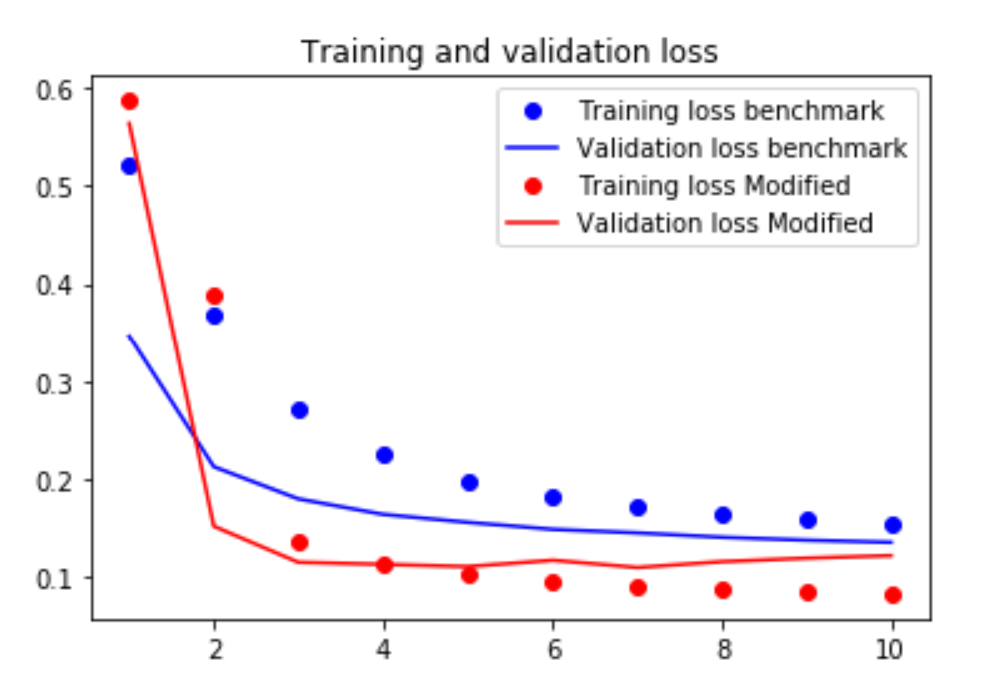 Training and validation loss
0.6
0.5
0.4
0.3
0.2
0.1
Training loss benchmark
Validation loss benchmark
Training loss Modified
Validation loss Modified
2 4 6 8 10